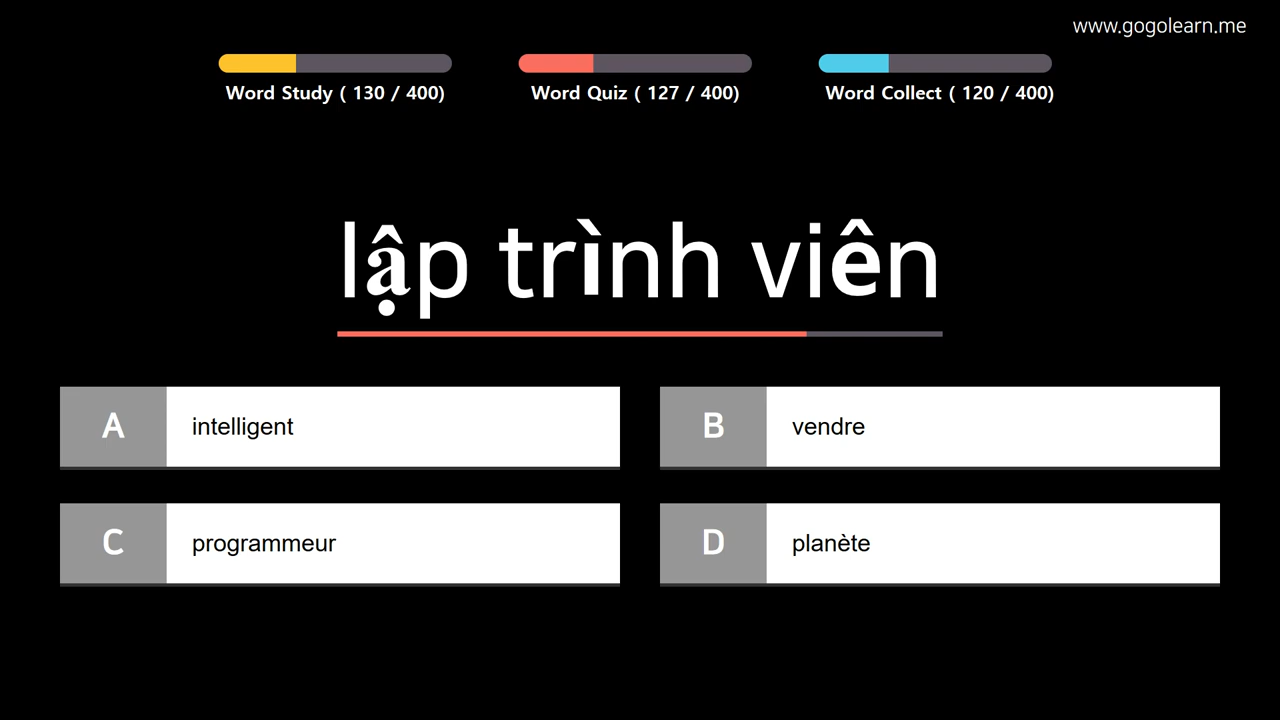 www.gogolearn.me
Word Study ( 130 / 400)
Word Quiz ( 127 / 400)
Word Collect ( 120 / 400)
lập trình viên
A intelligent
B vendre
C programmeur
D planète